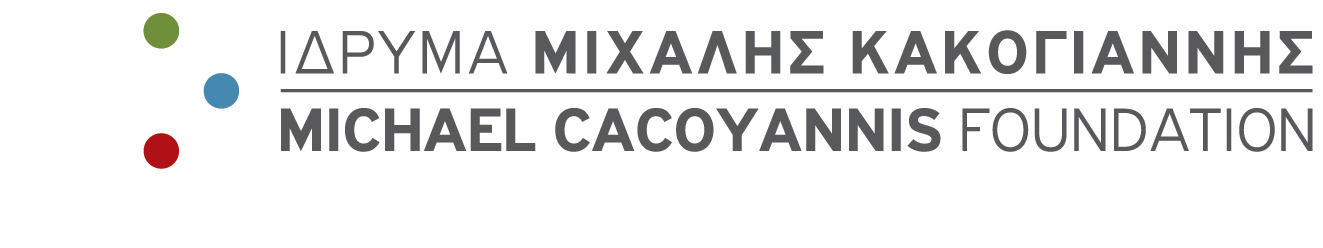 ΙΔΡΥΜΑ ΜΙΧΑΛΗΣ ΚΑΚΟΓΙΑΝΝΗΣ
MICHAEL CACOYANNIS FOUNDATION